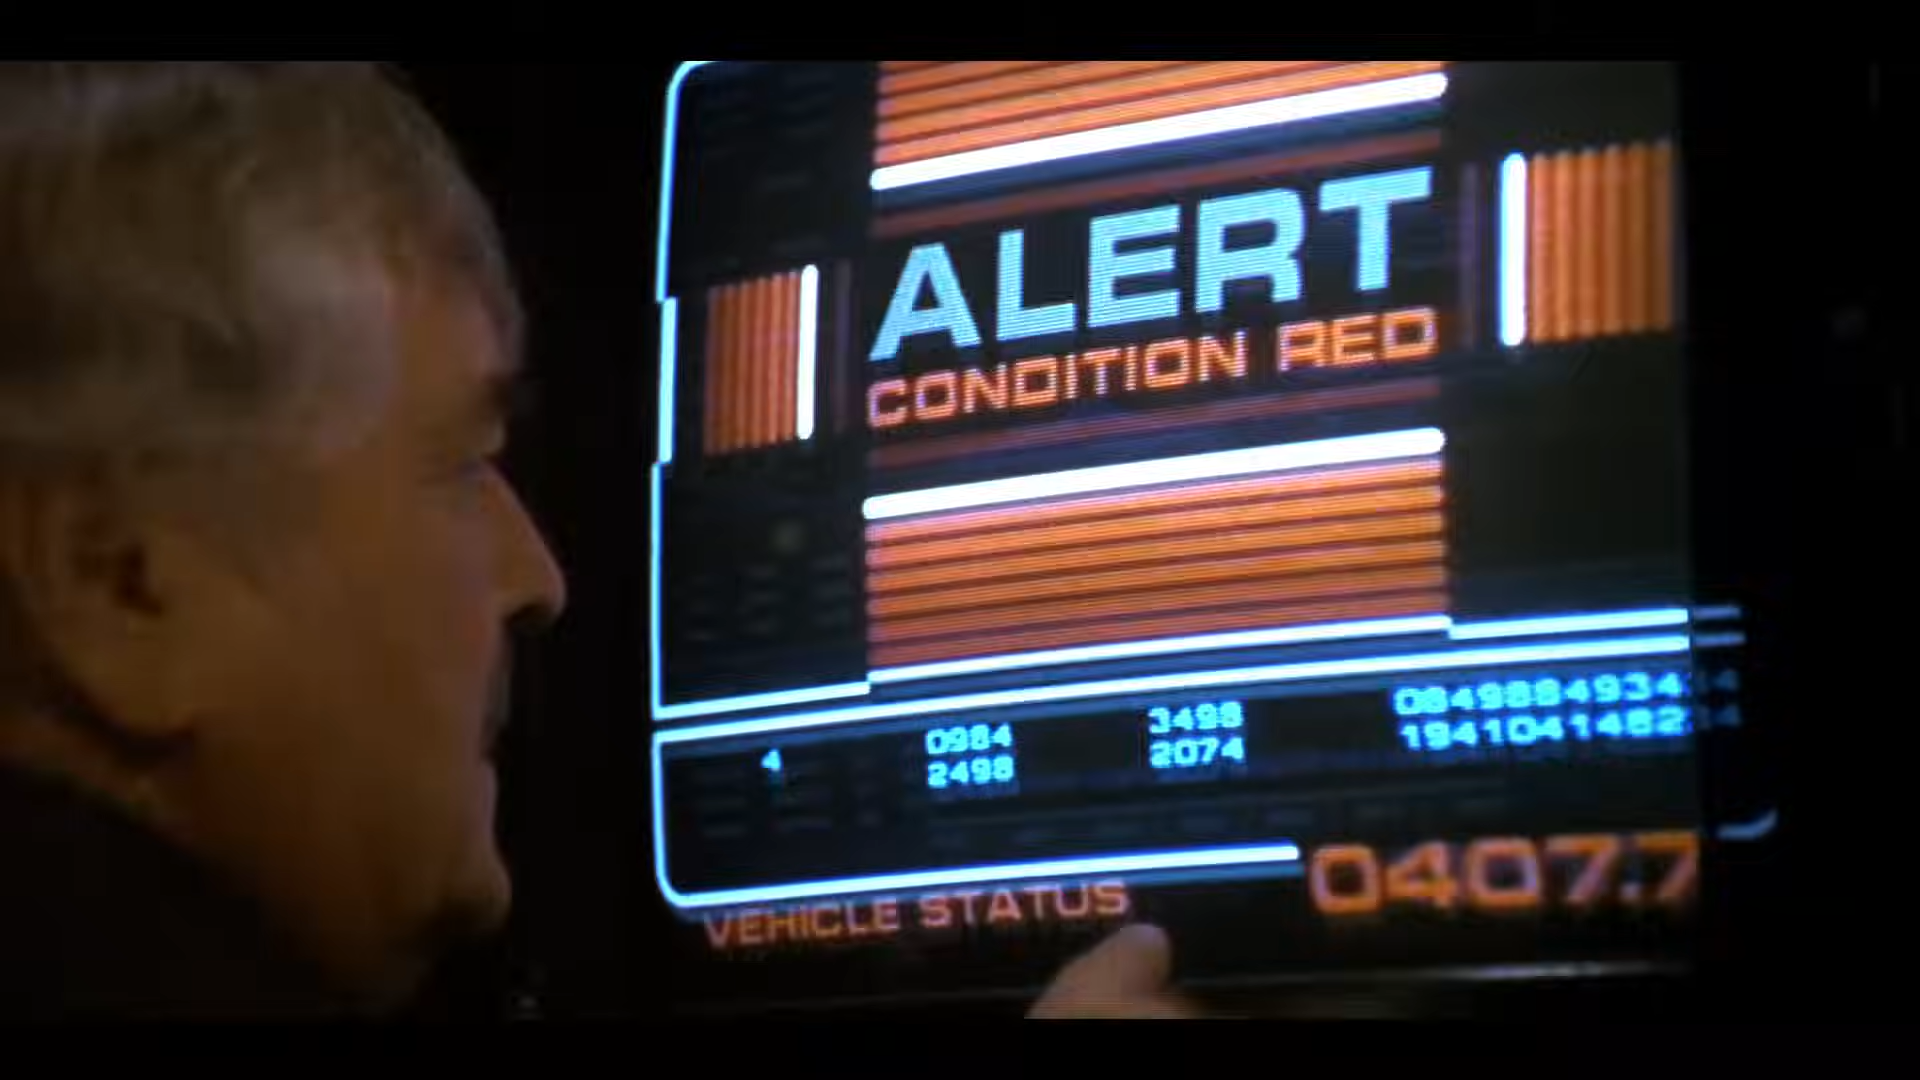 ALERT
CONDITION RED
4 0984 3498 0849884934
2498 2074 1941041482
VEHICLE STATUS 0407.7